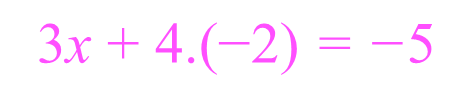 3x + 4.(−2) = −5